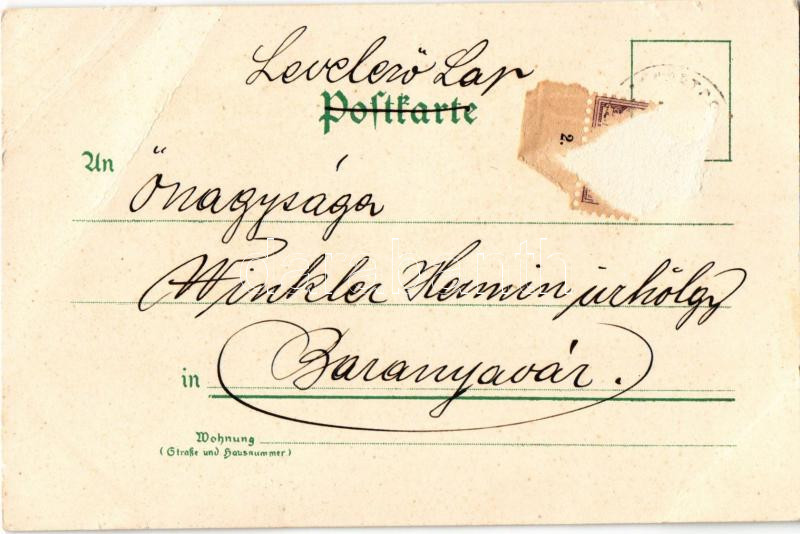 Levelező Lap
Postkarte
2.
An Őnagysága
Winkler Hermin úrhölgy
in Baranyavár.
Wohnung
(Straße und Hausnummer)